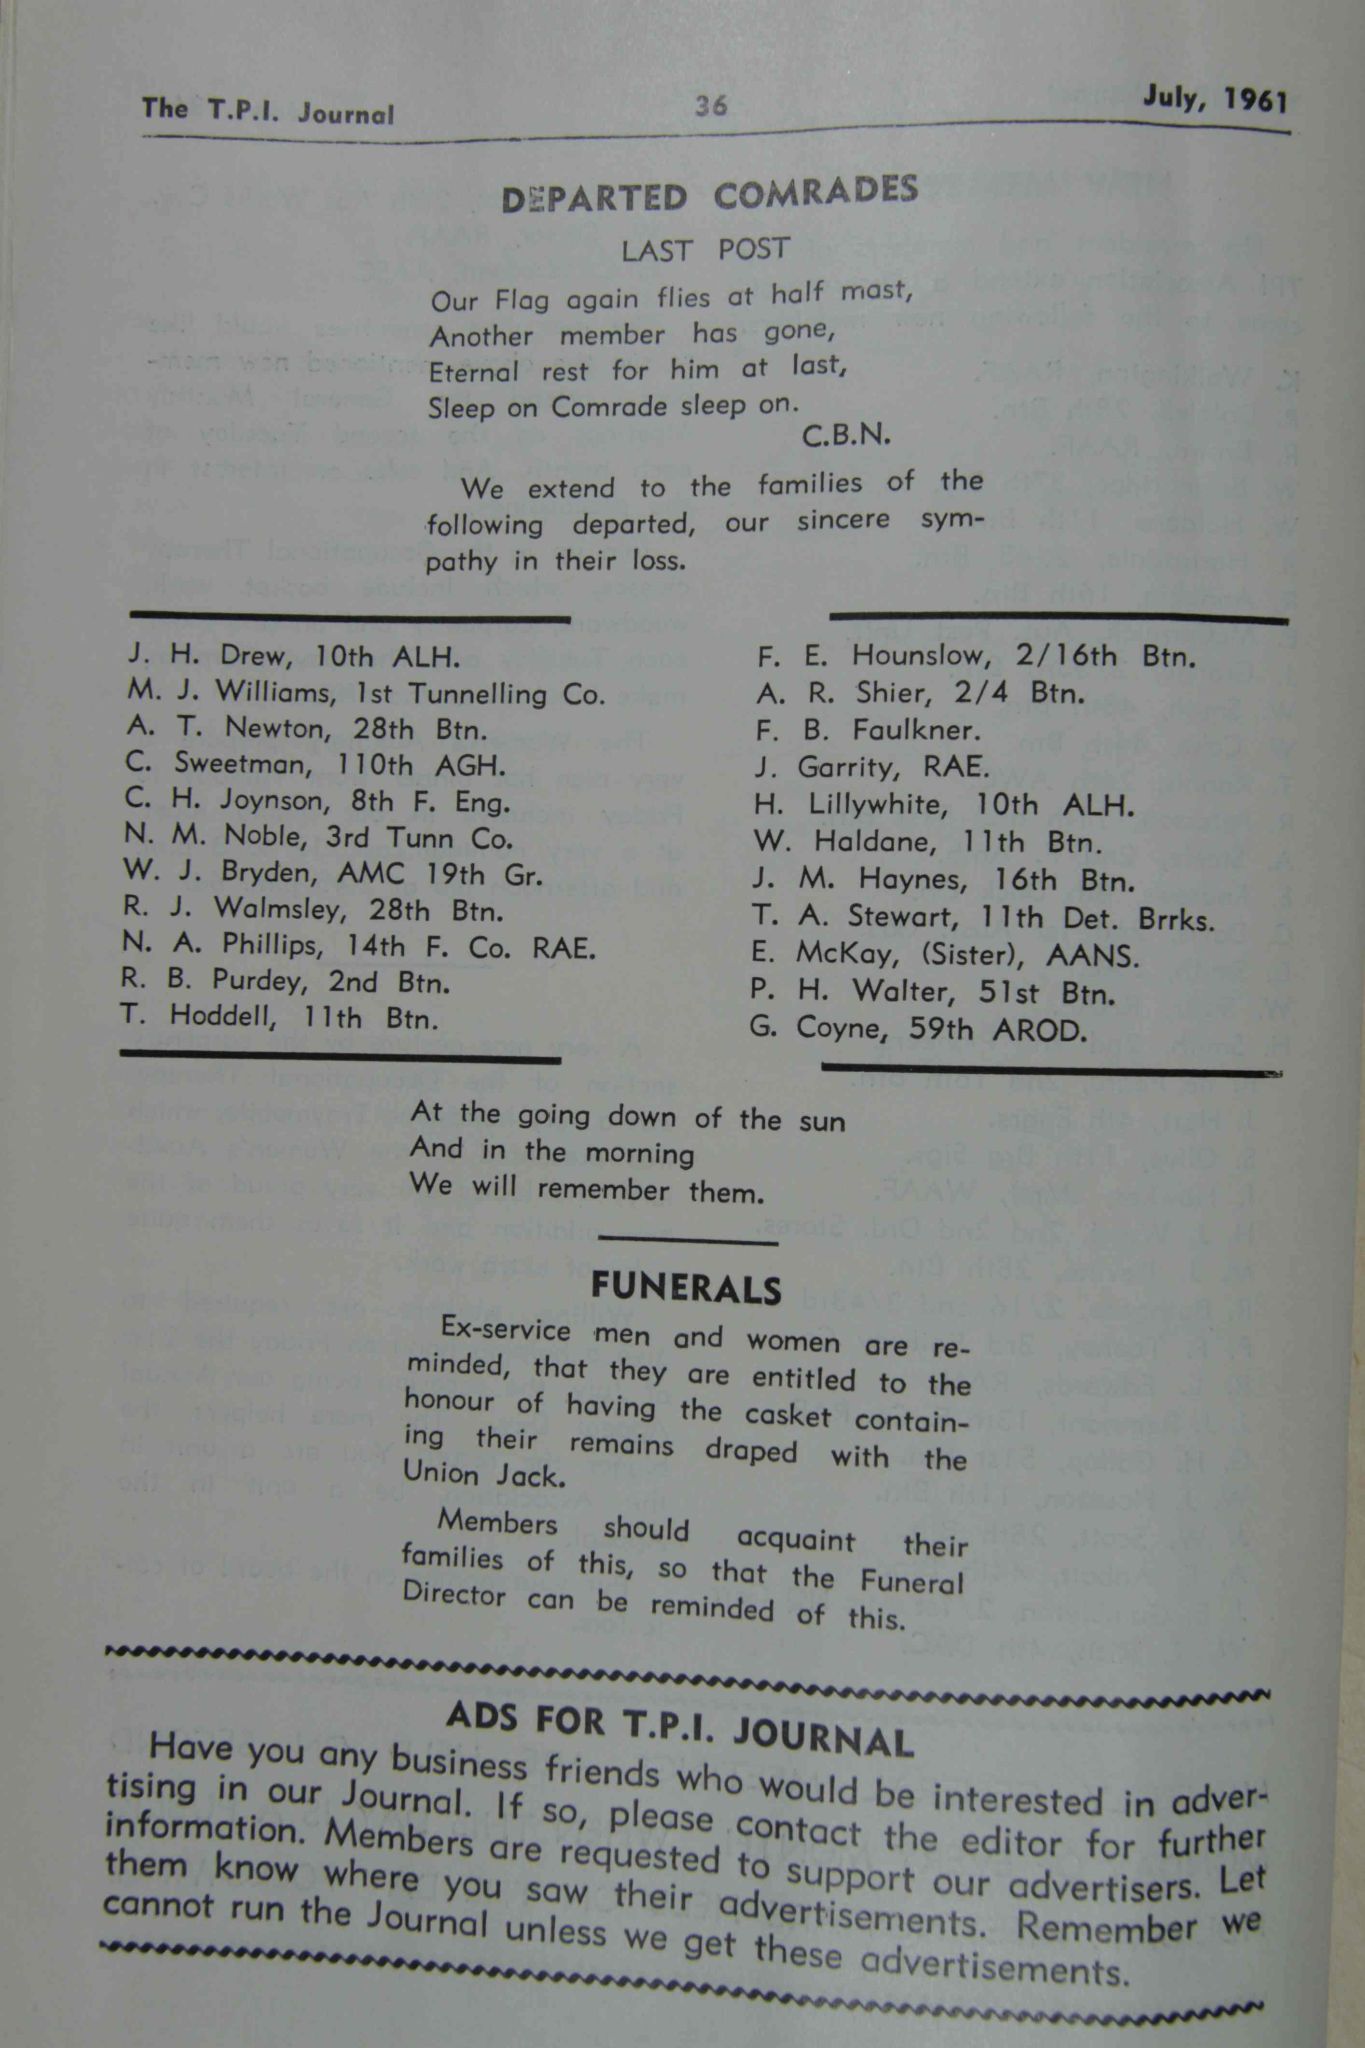 The T.P.I. Journal 36 July, 1961
DEPARTED COMRADES
LAST POST
Our Flag again flies at half mast,
Another member has gone,
Eternal rest for him at last,
Sleep on Comrade sleep on.
C.B.N.
We extend to the families of the
following departed, our sincere sym-
pathy in their loss.
J. H. Drew, 10th ALH.
M. J. Williams, 1st Tunnelling Co.
A. T. Newton, 28th Btn.
C. Sweetman, 110th AGH.
C. H. Joynson, 8th F. Eng.
N. M. Noble, 3rd Tunn Co.
W. J. Bryden, AMC 19th Gr.
R. J. Walmsley, 28th Btn.
N. A. Phillips, 14th F. Co. RAE.
R. B. Purdey, 2nd Btn.
T. Hoddell, 11th Btn.
F. E. Hounslow, 2/16th Btn.
A. R. Shier, 2/4 Btn.
F. B. Faulkner.
J. Garrity, RAE.
H. Lillywhite, 10th ALH.
W. Haldane, 11th Btn.
J. M. Haynes, 16th Btn.
T. A. Stewart, 11th Det. Brrks.
E. McKay, (Sister), AANS.
P. H. Walter, 51st Btn.
G. Coyne, 59th AROD.
At the going down of the sun
And in the morning
We will remember them.
FUNERALS
Ex-service men and women are re-
minded, that they are entitled to the
honour of having the casket contain-
ing their remains draped with the
Union Jack.
Members should acquaint their
families of this, so that the Funeral
Director can be reminded of this.
ADS FOR T.P.I. JOURNAL
Have you any business friends who would be interested in adver-
tising in our Journal. If so, please contact the editor for further
information. Members are requested to support our advertisers. Let
them know where you saw their advertisements. Remember we
cannot run the Journal unless we get these advertisements.